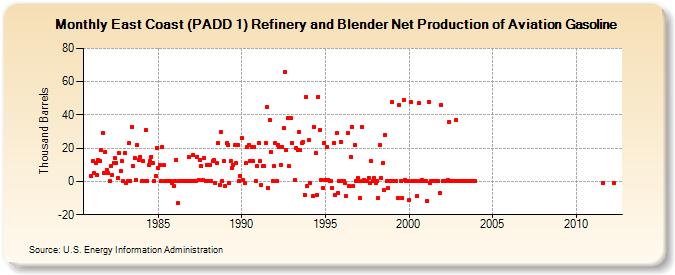 Monthly East Coast (PADD 1) Refinery and Blender Net Production of Aviation Gasoline
Thousand Barrels
80
60
40
20
0
-20
1985 1990 1995 2000 2005 2010
Source: U.S. Energy Information Administration